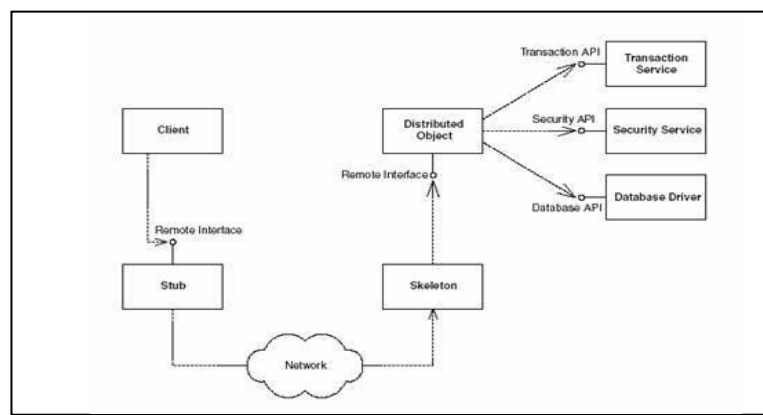 Transaction API
Transaction
Service
Client
Distributed
Object
Security API
Security Service
Remote Interface
Database API
Database Driver
Remote Interface
Stub
Skeleton
Network